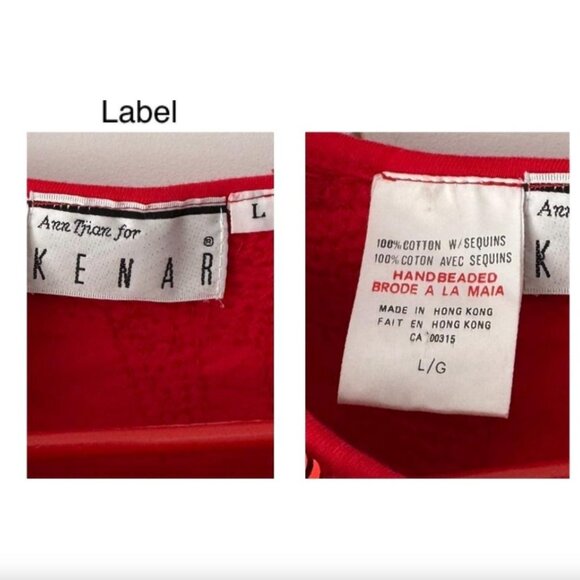 Label
Ann Tjian for
KENAR®
L
100% COTTON W/ SEQUINS
100% COTON AVEC SEQUINS
HANDBEADED
BRODE A LA MAIA
MADE IN HONG KONG
FAIT EN HONG KONG
CA 00315
L/G
Ann
K